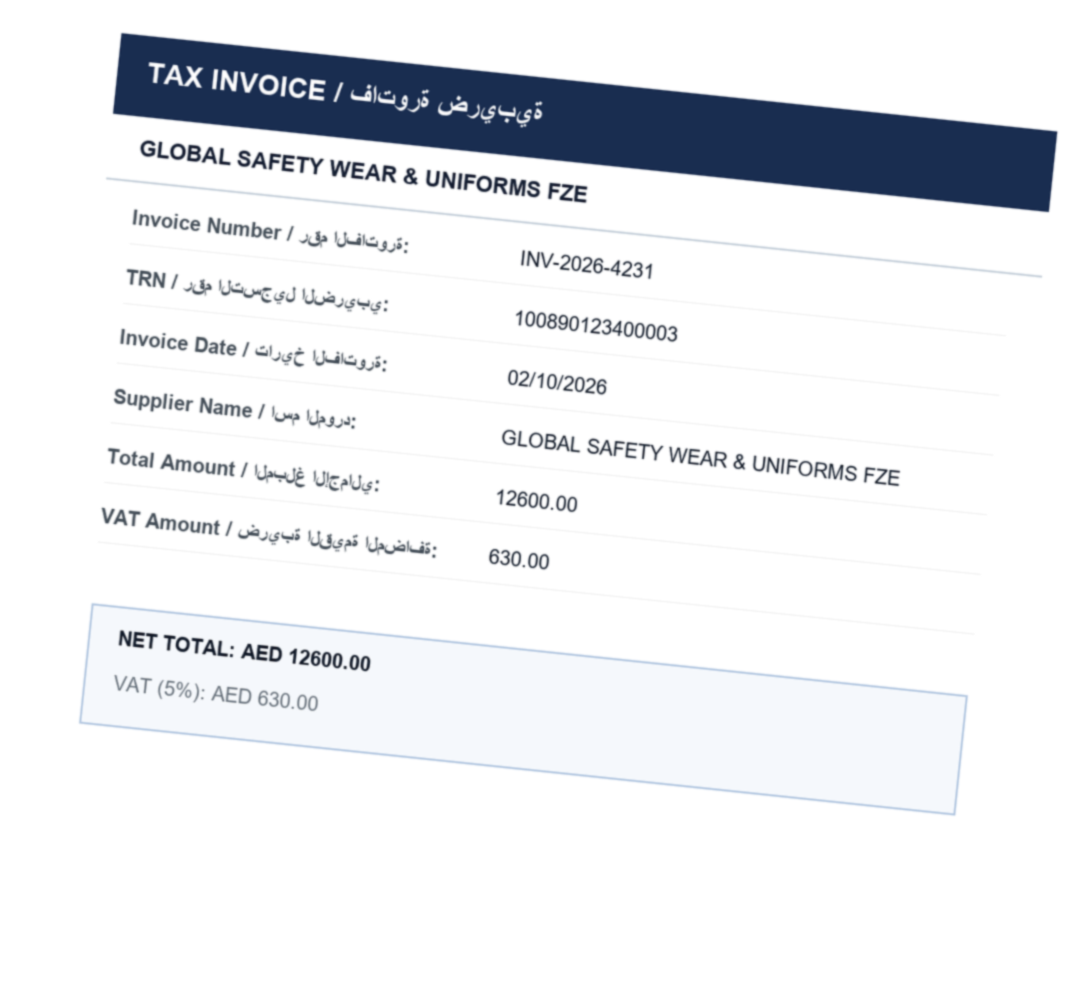 TAX INVOICE / فاتورة ضريبية
GLOBAL SAFETY WEAR & UNIFORMS FZE
Invoice Number / رقم الفاتورة: INV-2026-4231
TRN / رقم التسجيل الضريبي: 100890123400003
Invoice Date / تاريخ الفاتورة: 02/10/2026
Supplier Name / اسم المورد: GLOBAL SAFETY WEAR & UNIFORMS FZE
Total Amount / المبلغ الإجمالي: 12600.00
VAT Amount / ضريبة القيمة المضافة: 630.00
NET TOTAL: AED 12600.00
VAT (5%): AED 630.00